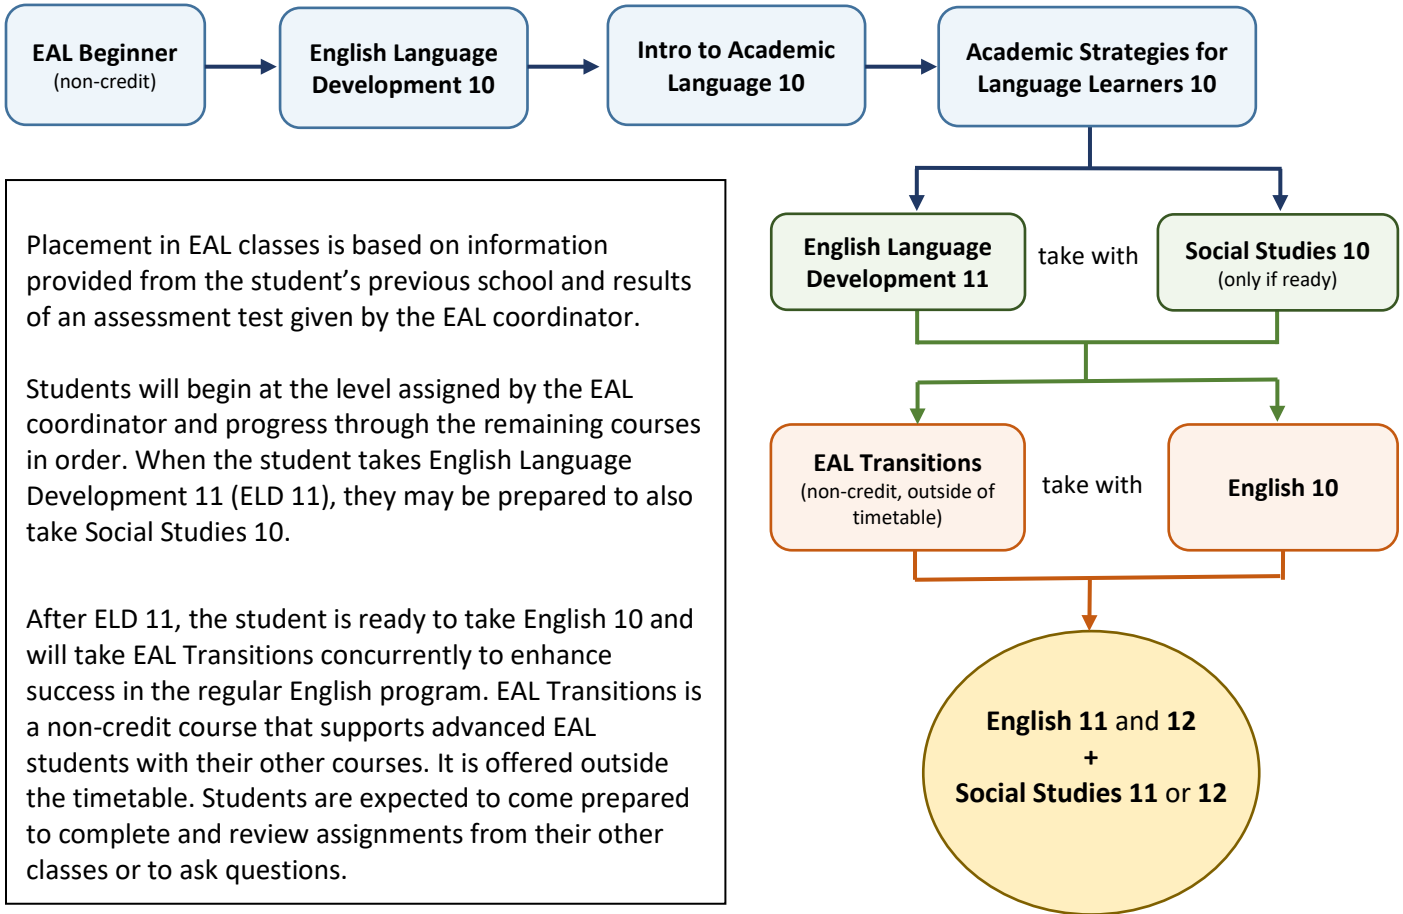 EAL Beginner
(non-credit)
English Language
Development 10
Intro to Academic
Language 10
Academic Strategies for
Language Learners 10
Placement in EAL classes is based on information
provided from the student’s previous school and results
of an assessment test given by the EAL coordinator.
Students will begin at the level assigned by the EAL
coordinator and progress through the remaining courses
in order. When the student takes English Language
Development 11 (ELD 11), they may be prepared to also
take Social Studies 10.
After ELD 11, the student is ready to take English 10 and
will take EAL Transitions concurrently to enhance
success in the regular English program. EAL Transitions is
a non-credit course that supports advanced EAL
students with their other courses. It is offered outside
the timetable. Students are expected to come prepared
to complete and review assignments from their other
classes or to ask questions.
English Language
Development 11
take with
Social Studies 10
(only if ready)
EAL Transitions
(non-credit, outside of
timetable)
take with
English 10
English 11 and 12
+
Social Studies 11 or 12